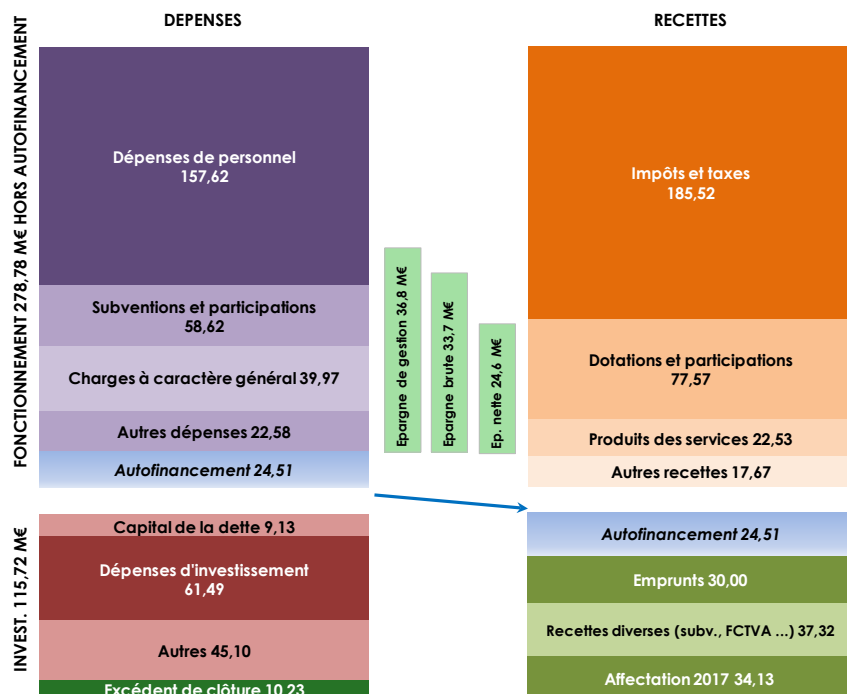 DEPENSES
RECETTES
FONCTIONNEMENT 278,78 M€ HORS AUTOFINANCEMENT
Dépenses de personnel
157,62
Subventions et participations
58,62
Charges à caractère général 39,97
Autres dépenses 22,58
Autofinancement 24,51
Epargne de gestion 36,8 M€
Epargne brute 33,7 M€
Ep. nette 24,6 M€
Impôts et taxes
185,52
Dotations et participations
77,57
Produits des services 22,53
Autres recettes 17,67
INVEST. 115,72 M€
Capital de la dette 9,13
Dépenses d'investissement
61,49
Autres 45,10
Excédent de clôture 10,23
Autofinancement 24,51
Emprunts 30,00
Recettes diverses (subv., FCTVA ...) 37,32
Affectation 2017 34,13